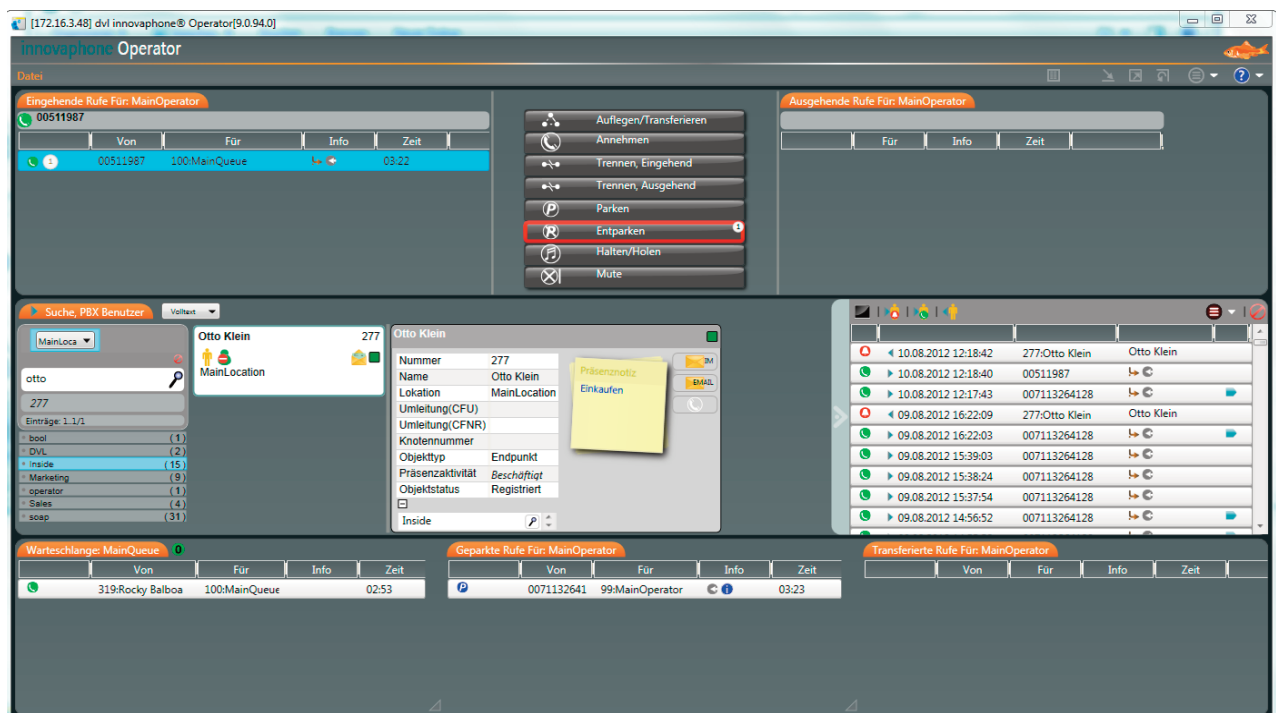 [172.16.3.48] dvl innovaphone® Operator[9.0.94.0]
innovaphone Operator
Datei
Eingehende Rufe Für: MainOperator
00511987
Von Für Info Zeit
1 00511987 100:MainQueue 03:22
Auflegen/Transferieren
Annehmen
Trennen, Eingehend
Trennen, Ausgehend
Parken
Entparken 1
Halten/Holen
Mute
Ausgehende Rufe Für: MainOperator
Für Info Zeit
Suche, PBX Benutzer Volltext
MainLoca
otto
277
Einträge: 1..1/1
bool (1)
DVL (2)
Inside (15)
Marketing (9)
operator (1)
Sales (4)
soap (31)
Otto Klein 277
MainLocation
Otto Klein
Nummer 277
Name Otto Klein
Lokation MainLocation
Umleitung(CFU)
Umleitung(CFNR)
Knotennummer
Objekttyp Endpunkt
Präsenzaktivität Beschäftigt
Objektstatus Registriert
Inside
Präsenznotiz
Einkaufen
IM
EMAIL
10.08.2012 12:18:42 277:Otto Klein Otto Klein
10.08.2012 12:18:40 00511987
10.08.2012 12:17:43 007113264128
09.08.2012 16:22:09 277:Otto Klein Otto Klein
09.08.2012 16:22:03 007113264128
09.08.2012 15:39:03 007113264128
09.08.2012 15:38:24 007113264128
09.08.2012 15:37:54 007113264128
09.08.2012 14:56:52 007113264128
Warteschlange: MainQueue 0
Von Für Info Zeit
319:Rocky Balboa 100:MainQueue 02:53
Geparkte Rufe Für: MainOperator
Von Für Info Zeit
0071132641 99:MainOperator 03:23
Transferierte Rufe Für: MainOperator
Von Für Info Zeit